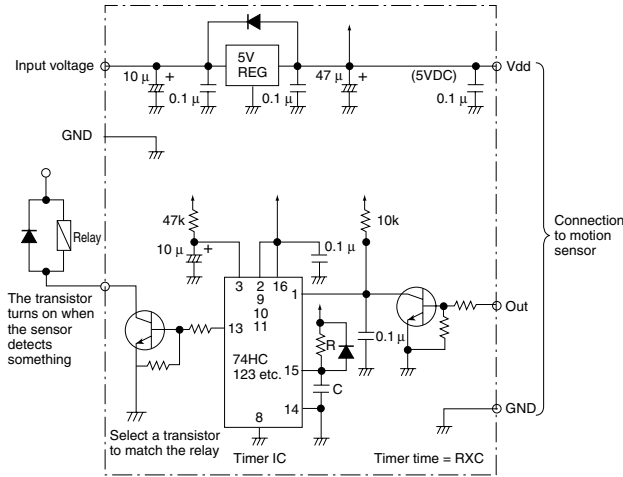 Input voltage
10 μ
+
0.1 μ
5V
REG
0.1 μ
47 μ
+
(5VDC)
0.1 μ
Vdd
GND
Relay
47k
10 μ
+
0.1 μ
10k
3
2
16
9
10
11
1
13
74HC
123 etc.
15
14
8
R
C
0.1 μ
Out
GND
Connection
to motion
sensor
The transistor
turns on when
the sensor
detects
something
Select a transistor
to match the relay
Timer IC
Timer time = RXC